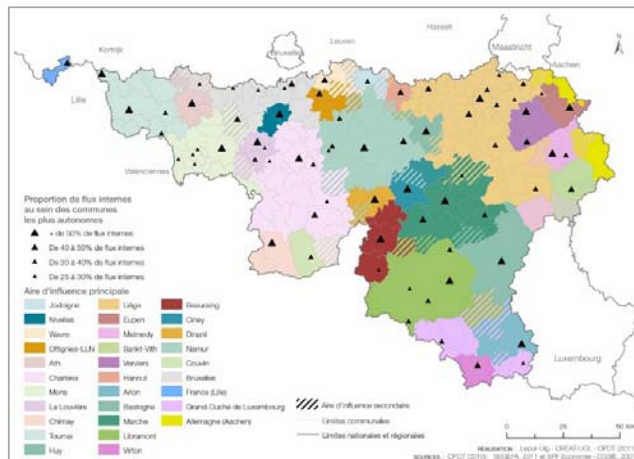 Kortrijk
Bruxelles
Leuven
Hasselt
Maastricht
Aachen
Lille
Valenciennes
Luxembourg
N
Proportion de flux internes
au sein des communes
les plus autonomes
+ de 50% de flux internes
De 40 à 50% de flux internes
De 30 à 40% de flux internes
De 25 à 30% de flux internes
Aire d'influence principale
Jodoigne
Nivelles
Wavre
Ottignies-LLN
Ath
Charleroi
Mons
La Louvière
Chimay
Tournai
Huy
Liège
Eupen
Malmedy
Sankt-Vith
Verviers
Hannut
Arlon
Bastogne
Marche
Libramont
Virton
Beauraing
Ciney
Dinant
Namur
Couvin
Bruxelles
France (Lille)
Grand-Duché de Luxembourg
Allemagne (Aachen)
Aire d'influence secondaire
Limites communales
Limites nationales et régionales
0 25 50 km